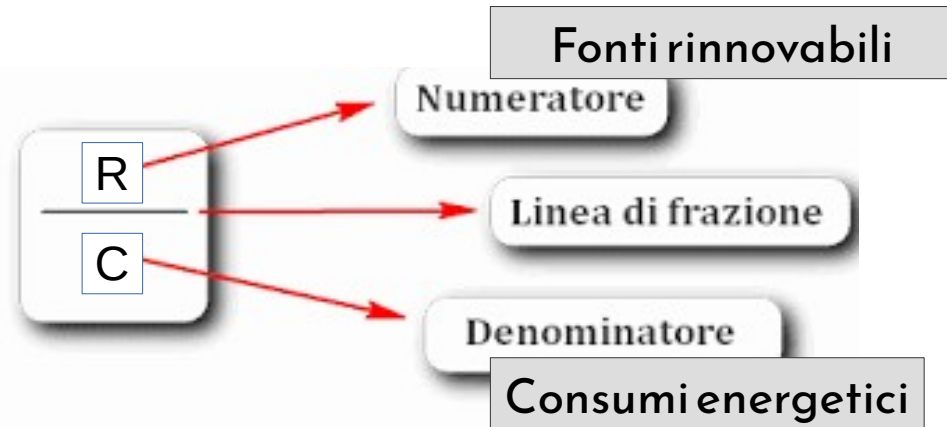 Fonti rinnovabili
Numeratore
R
Linea di frazione
C
Denominatore
Consumi energetici